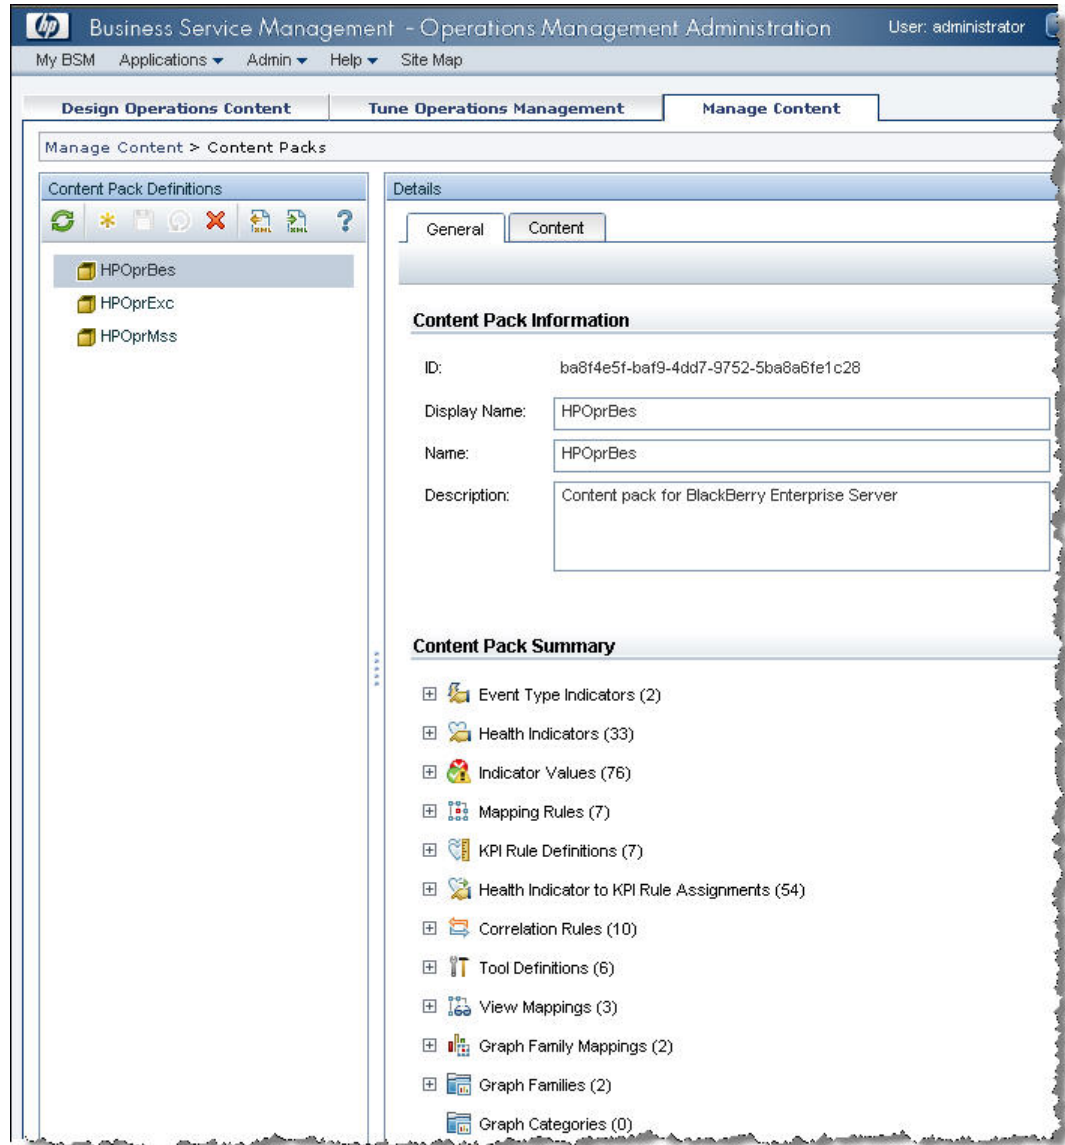 hp Business Service Management - Operations Management Administration User: administrator
My BSM Applications Admin Help Site Map
Design Operations Content Tune Operations Management Manage Content
Manage Content > Content Packs
Content Pack Definitions
XML XML ?
HPOprBes
HPOprExc
HPOprMss
Details
General Content
Content Pack Information
ID: ba8f4e5f-baf9-4dd7-9752-5ba8a6fe1c28
Display Name: HPOprBes
Name: HPOprBes
Description: Content pack for BlackBerry Enterprise Server
Content Pack Summary
Event Type Indicators (2)
Health Indicators (33)
Indicator Values (76)
Mapping Rules (7)
KPI Rule Definitions (7)
Health Indicator to KPI Rule Assignments (54)
Correlation Rules (10)
Tool Definitions (6)
View Mappings (3)
Graph Family Mappings (2)
Graph Families (2)
Graph Categories (0)